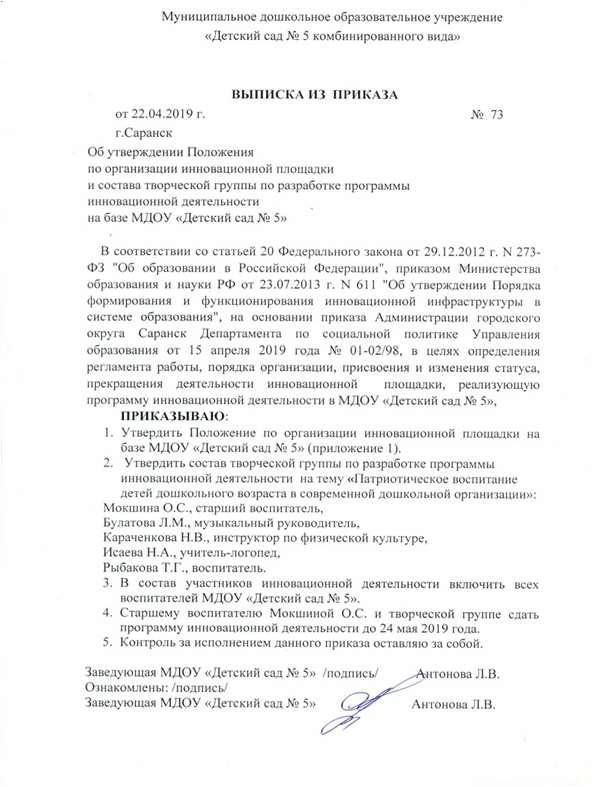 Муниципальное дошкольное образовательное учреждение
«Детский сад № 5 комбинированного вида»
ВЫПИСКА ИЗ ПРИКАЗА
от 22.04.2019 г. № 73
г.Саранск
Об утверждении Положения
по организации инновационной площадки
и состава творческой группы по разработке программы
инновационной деятельности
на базе МДОУ «Детский сад № 5»
В соответствии со статьей 20 Федерального закона от 29.12.2012 г. N 273-
ФЗ "Об образовании в Российской Федерации", приказом Министерства
образования и науки РФ от 23.07.2013 г. N 611 "Об утверждении Порядка
формирования и функционирования инновационной инфраструктуры в
системе образования", на основании приказа Администрации городского
округа Саранск Департамента по социальной политике Управления
образования от 15 апреля 2019 года № 01-02/98, в целях определения
регламента работы, порядка организации, присвоения и изменения статуса,
прекращения деятельности инновационной площадки, реализующую
программу инновационной деятельности в МДОУ «Детский сад № 5»,
ПРИКАЗЫВАЮ:
1. Утвердить Положение по организации инновационной площадки на
базе МДОУ «Детский сад № 5» (приложение 1).
2. Утвердить состав творческой группы по разработке программы
инновационной деятельности на тему «Патриотическое воспитание
детей дошкольного возраста в современной дошкольной организации»:
Мокшина О.С., старший воспитатель,
Булатова Л.М., музыкальный руководитель,
Караченкова Н.В., инструктор по физической культуре,
Исаева Н.А., учитель-логопед,
Рыбакова Т.Г., воспитатель.
3. В состав участников инновационной деятельности включить всех
воспитателей МДОУ «Детский сад № 5».
4. Старшему воспитателю Мокшиной О.С. и творческой группе сдать
программу инновационной деятельности до 24 мая 2019 года.
5. Контроль за исполнением данного приказа оставляю за собой.
Заведующая МДОУ «Детский сад № 5» /подпись/ Антонова Л.В.
Ознакомлены: /подпись/
Заведующая МДОУ «Детский сад № 5» Антонова Л.В.